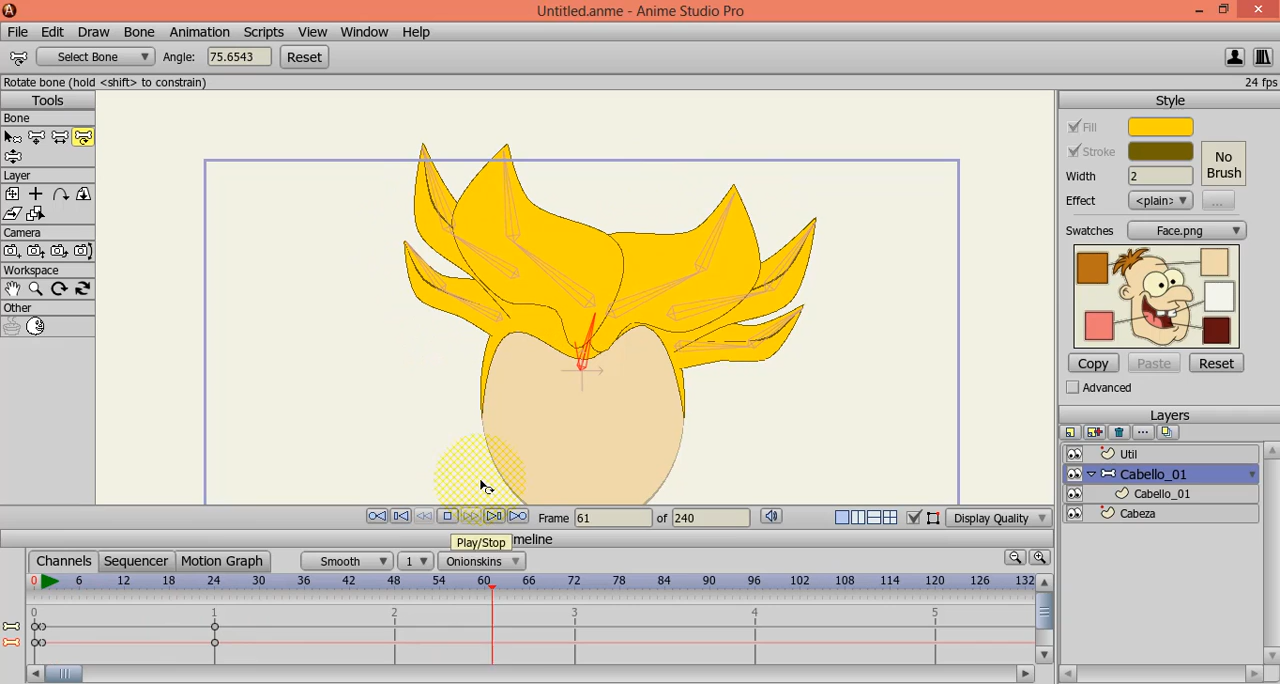 Untitled.anme - Anime Studio Pro
File Edit Draw Bone Animation Scripts View Window Help
Select Bone Angle: 75.6543 Reset
Rotate bone (hold <shift> to constrain) 24 fps
Tools
Bone
Layer
Camera
Workspace
Other
Style
Fill
Stroke
No Brush
Width 2
Effect <plain> ...
Swatches Face.png
Copy Paste Reset
Advanced
Layers
Util
Cabello_01
Cabello_01
Cabeza
Frame 61 of 240 Display Quality
Play/Stop
meline
Channels Sequencer Motion Graph Smooth 1 Onionskins
0 6 12 18 24 30 36 42 48 54 60 66 72 78 84 90 96 102 108 114 120 126 132
0 1 2 3 4 5